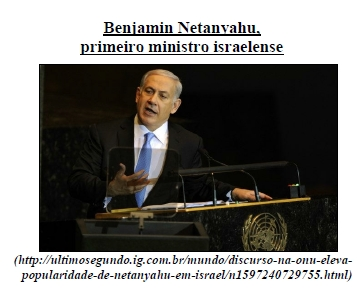 Benjamin Netanyahu,
primeiro ministro israelense
(http://ultimosegundo.ig.com.br/mundo/discurso-na-onu-eleva-
popularidade-de-netanyahu-em-israel/n1597240729755.html)